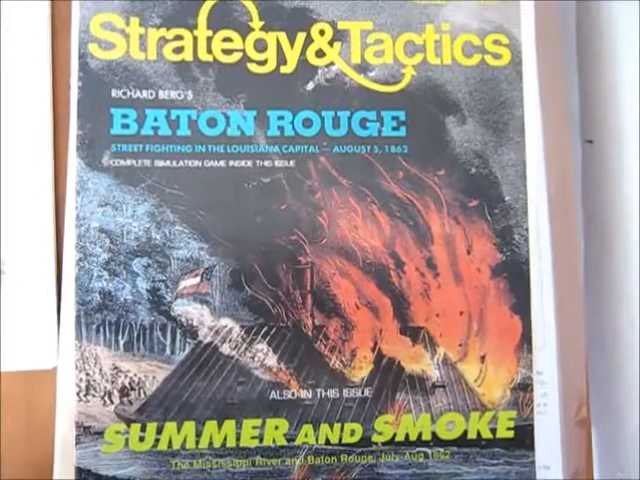 Strategy&Tactics
RICHARD BERG'S
BATON ROUGE
STREET FIGHTING IN THE LOUISIANA CAPITAL — AUGUST 5, 1862
COMPLETE SIMULATION GAME INSIDE THIS ISSUE
ALSO IN THIS ISSUE
SUMMER AND SMOKE
The Mississippi River and Baton Rouge, July-Aug 1862